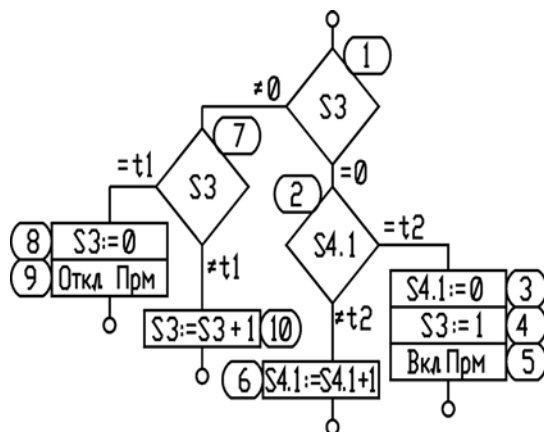 1
≠0
S3
7
=t1
S3
=0
2
S4.1
=t2
8
S3:=0
9
Откл Прм
≠t1
≠t2
S4.1:=0
3
S3:=1
4
Вкл Прм
5
S3:=S3+1
10
6
S4.1:=S4.1+1